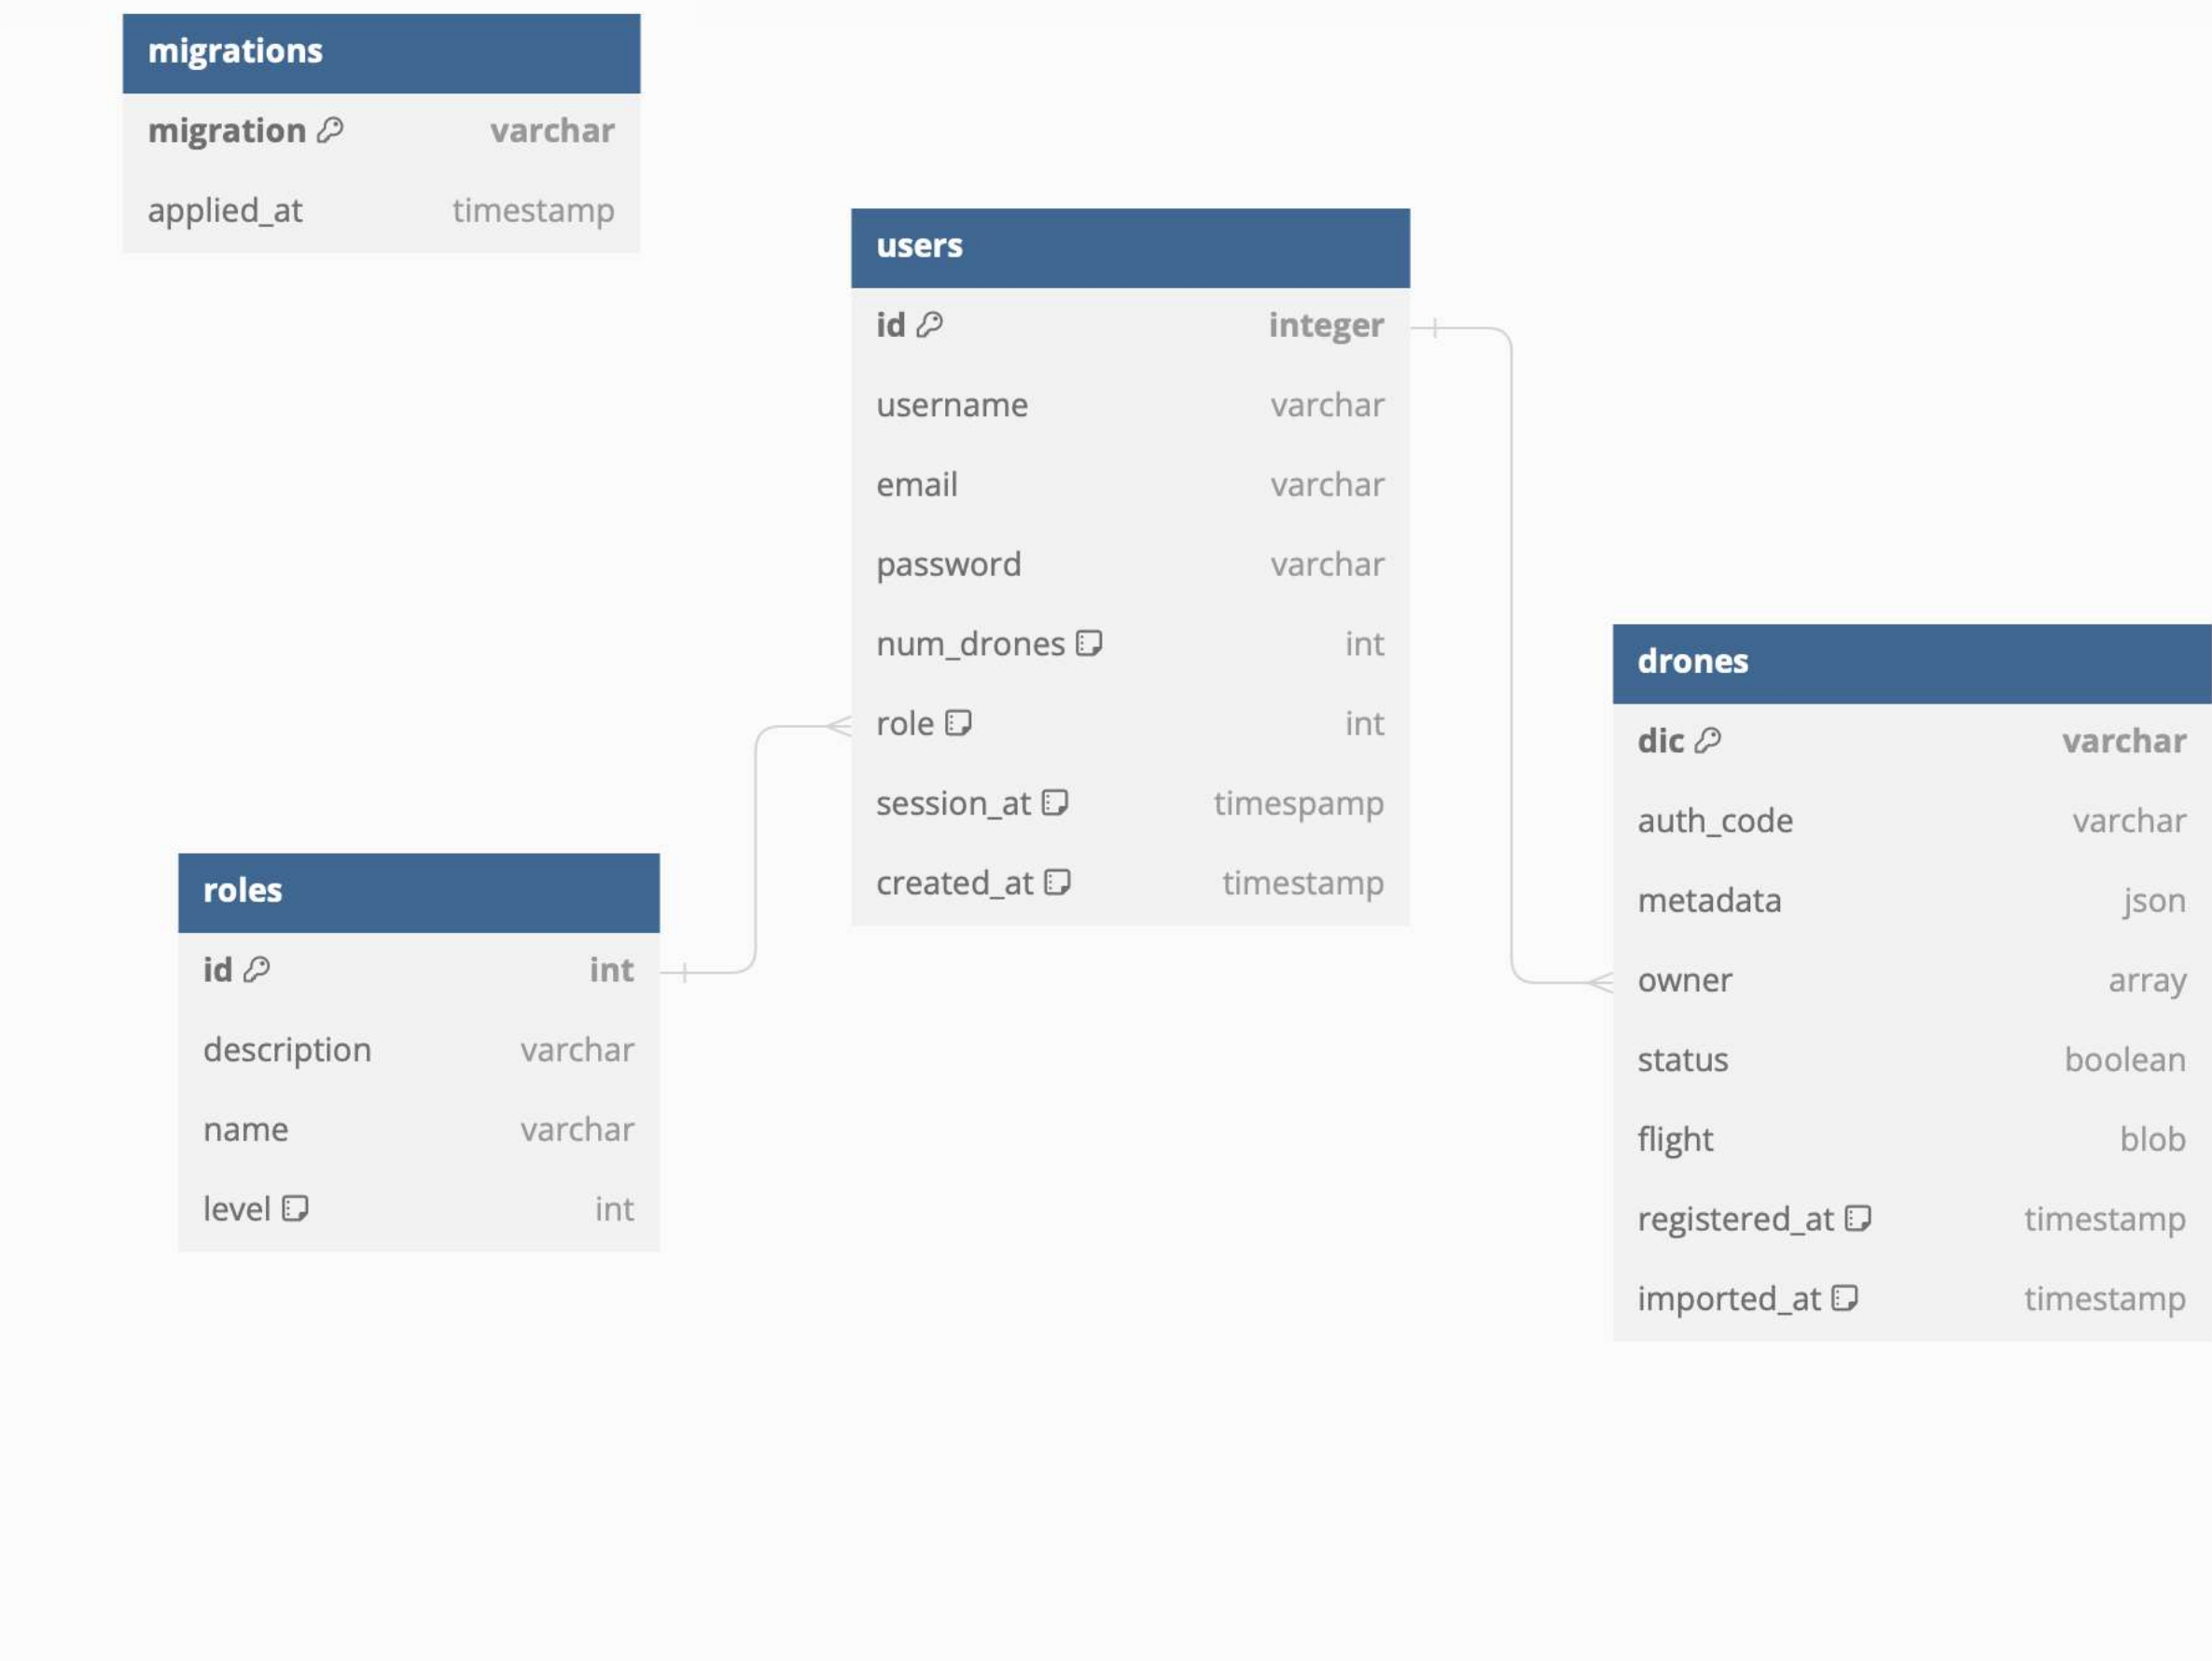 migrations
migration varchar
applied_at timestamp
users
id integer
username varchar
email varchar
password varchar
num_drones int
role int
session_at timespamp
created_at timestamp
roles
id int
description varchar
name varchar
level int
drones
dic varchar
auth_code varchar
metadata json
owner array
status boolean
flight blob
registered_at timestamp
imported_at timestamp